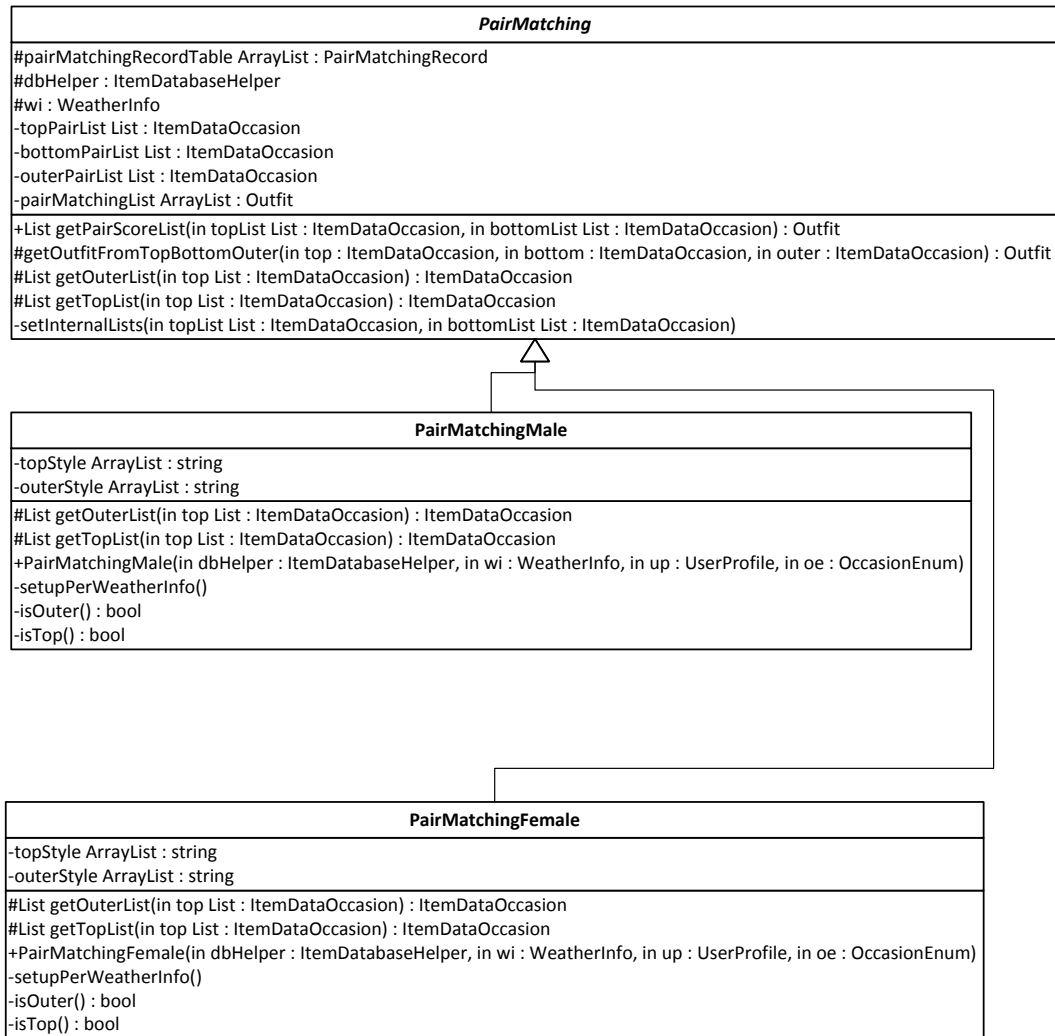 PairMatching
#pairMatchingRecordTable ArrayList : PairMatchingRecord
#dbHelper : ItemDatabaseHelper
#wi : WeatherInfo
-topPairList List : ItemDataOccasion
-bottomPairList List : ItemDataOccasion
-outerPairList List : ItemDataOccasion
-pairMatchingList ArrayList : Outfit
+List getPairScoreList(in topList List : ItemDataOccasion, in bottomList List : ItemDataOccasion) : Outfit
#getOutfitFromTopBottomOuter(in top : ItemDataOccasion, in bottom : ItemDataOccasion, in outer : ItemDataOccasion) : Outfit
#List getOuterList(in top List : ItemDataOccasion) : ItemDataOccasion
#List getTopList(in top List : ItemDataOccasion) : ItemDataOccasion
-setInternalLists(in topList List : ItemDataOccasion, in bottomList List : ItemDataOccasion)
PairMatchingMale
-topStyle ArrayList : string
-outerStyle ArrayList : string
#List getOuterList(in top List : ItemDataOccasion) : ItemDataOccasion
#List getTopList(in top List : ItemDataOccasion) : ItemDataOccasion
+PairMatchingMale(in dbHelper : ItemDatabaseHelper, in wi : WeatherInfo, in up : UserProfile, in oe : OccasionEnum)
-setupPerWeatherInfo()
-isOuter() : bool
-isTop() : bool
PairMatchingFemale
-topStyle ArrayList : string
-outerStyle ArrayList : string
#List getOuterList(in top List : ItemDataOccasion) : ItemDataOccasion
#List getTopList(in top List : ItemDataOccasion) : ItemDataOccasion
+PairMatchingFemale(in dbHelper : ItemDatabaseHelper, in wi : WeatherInfo, in up : UserProfile, in oe : OccasionEnum)
-setupPerWeatherInfo()
-isOuter() : bool
-isTop() : bool